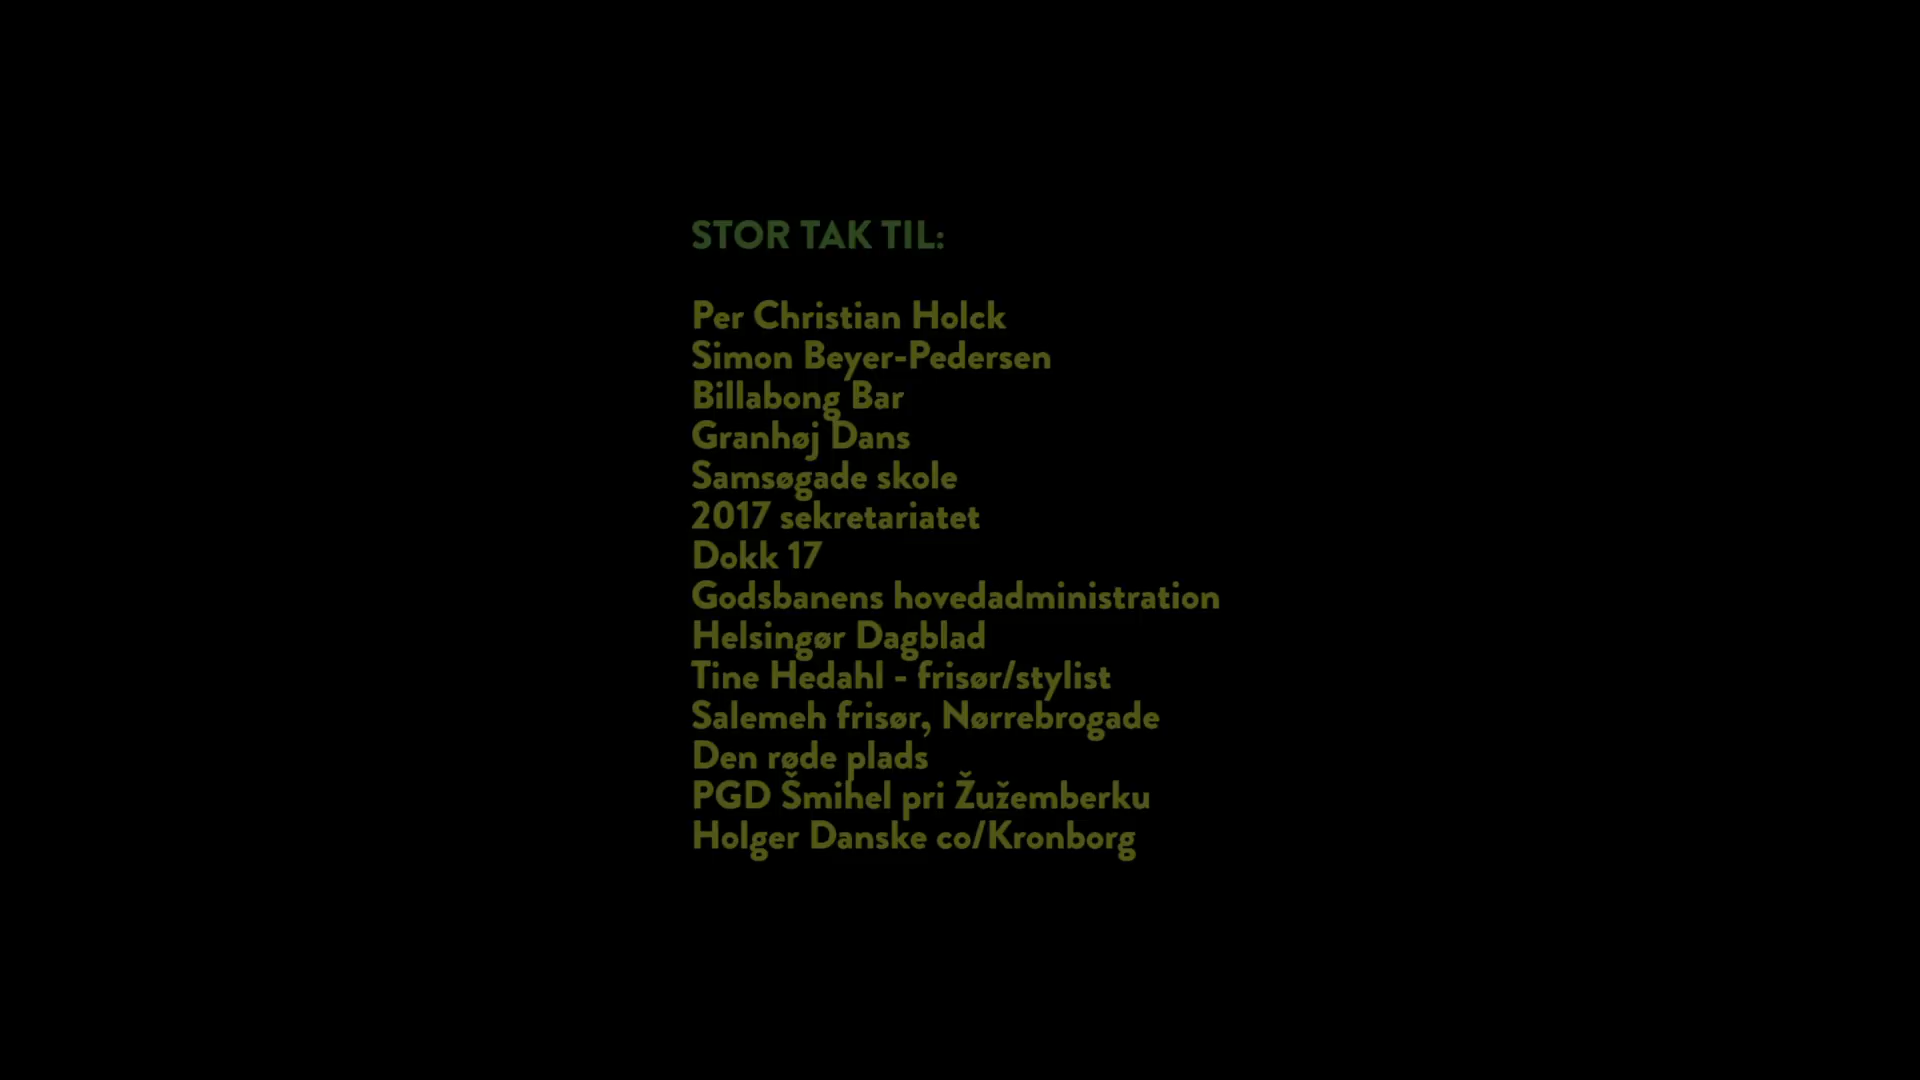 STOR TAK TIL:
Per Christian Holck
Simon Beyer-Pedersen
Billabong Bar
Granhøj Dans
Samsøgade skole
2017 sekretariatet
Dokk 17
Godsbanens hovedadministration
Helsingør Dagblad
Tine Hedahl - frisør/stylist
Salemeh frisør, Nørrebrogade
Den røde plads
PGD Šmihel pri Žužemberku
Holger Danske co/Kronborg